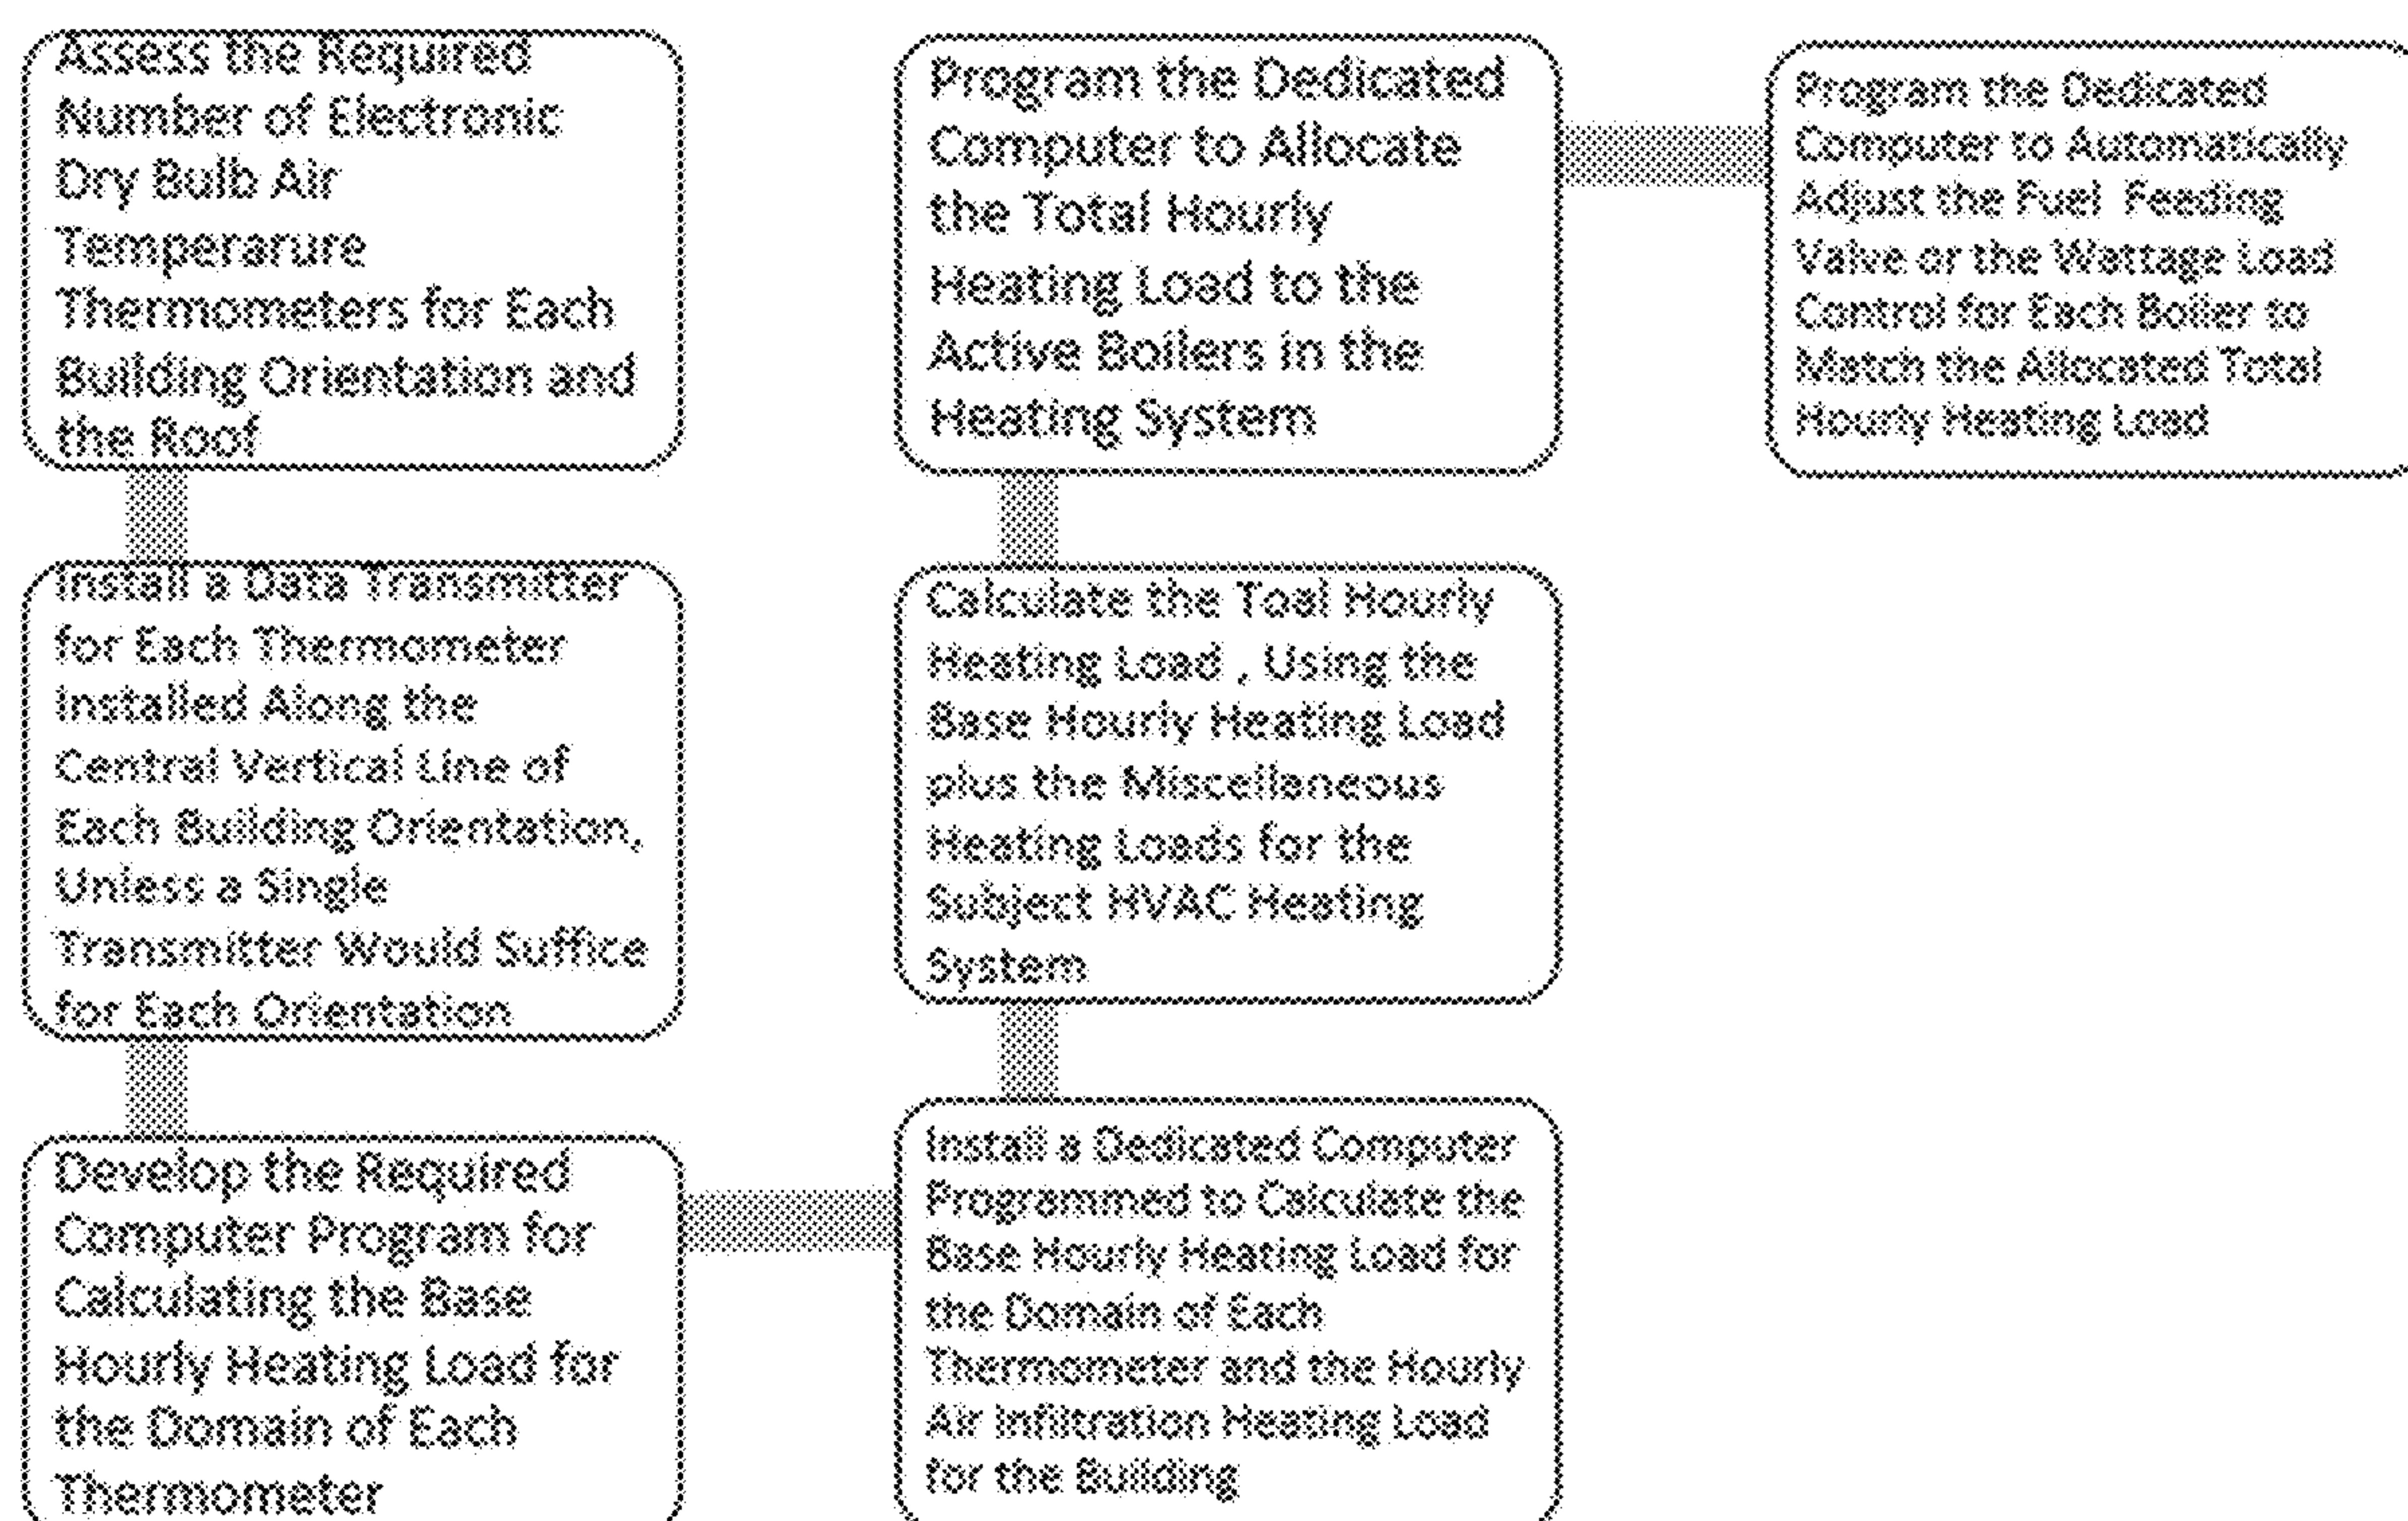 Assess the Required
Number of Electronic
Dry Bulb Air
Temperarure
Thermometers for Each
Building Orientation and
the Roof
Install a Data Transmitter
for Each Thermometer
Installed Along the
Central Vertical Line of
Each Building Orientation,
Unless a Single
Transmitter Would Suffice
for Each Orientation
Develop the Required
Computer Program for
Calculating the Base
Hourly Heating Load for
the Domain of Each
Thermometer
Install a Dedicated Computer
Programmed to Calculate the
Base Hourly Heating Load for
the Domain of Each
Thermometer and the Hourly
Air Infiltration Heating Load
for the Building
Calculate the Toal Hourly
Heating Load , Using the
Base Hourly Heating Load
plus the Miscellaneous
Heating Loads for the
Subject HVAC Heating
System
Program the Dedicated
Computer to Allocate
the Total Hourly
Heating Load to the
Active Boilers in the
Heating System
Program the Dedicated
Computer to Automatically
Adjust the Fuel  Feeding
Valve or the Wattage Load
Control for Each Boiler to
Match the Allocated Total
Hourly Heating Load